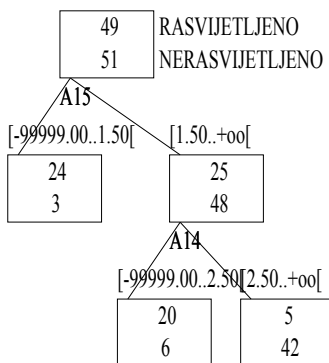 49 RASVIJETLJENO
51 NERASVIJETLJENO
A15
[-99999.00..1.50[ [1.50..+oo[
24 25
3 48
A14
[-99999.00..2.50[ [2.50..+oo[
20 5
6 42